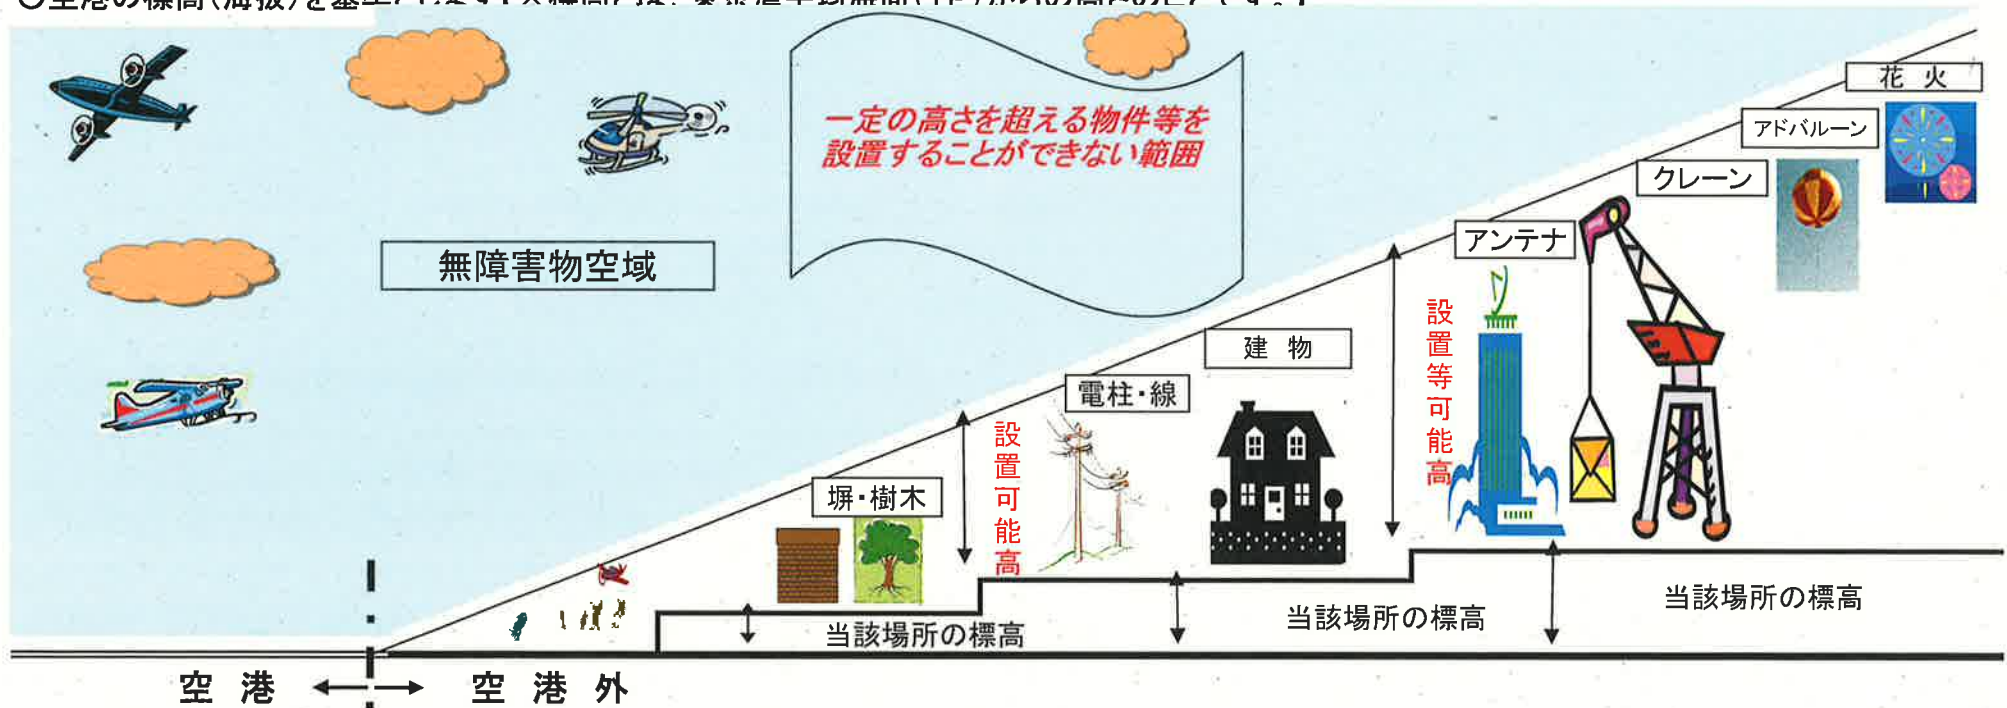 一定の高さを超える物件等を
設置することができない範囲
花 火
アドバルーン
クレーン
アンテナ
無障害物空域
建 物
電柱・線
塀・樹木
設置可能高
設置等可能高
当該場所の標高
当該場所の標高
当該場所の標高
空 港
空 港 外